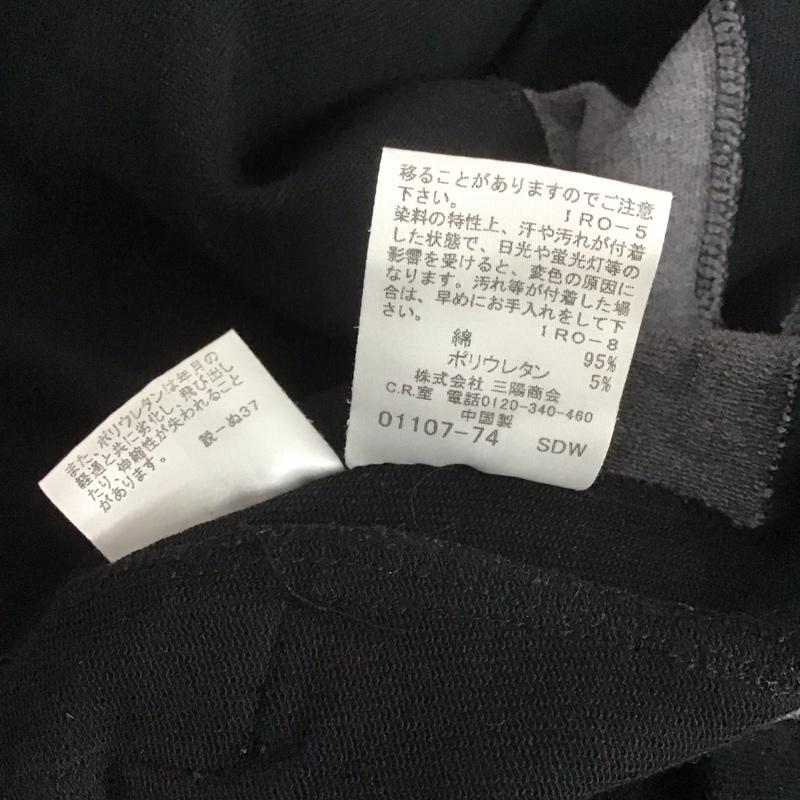 移ることがありますのでご注意
下さい。 IRO-5
染料の特性上、汗や汚れが付着
した状態で、日光や蛍光灯等の
影響を受けると、変色の原因に
なります。汚れ等が付着した場
合は、早めにお手入れをして下
さい。 IRO-8
綿 95%
ポリウレタン 5%
株式会社 三陽商会
C.R.室 電話0120-340-460
中国製
01107-74 SDW
また、ポリウレタンは年月の
経過と共に劣化し、飛び出し
たり、伸縮性が失われること
があります。 説-ぬ37